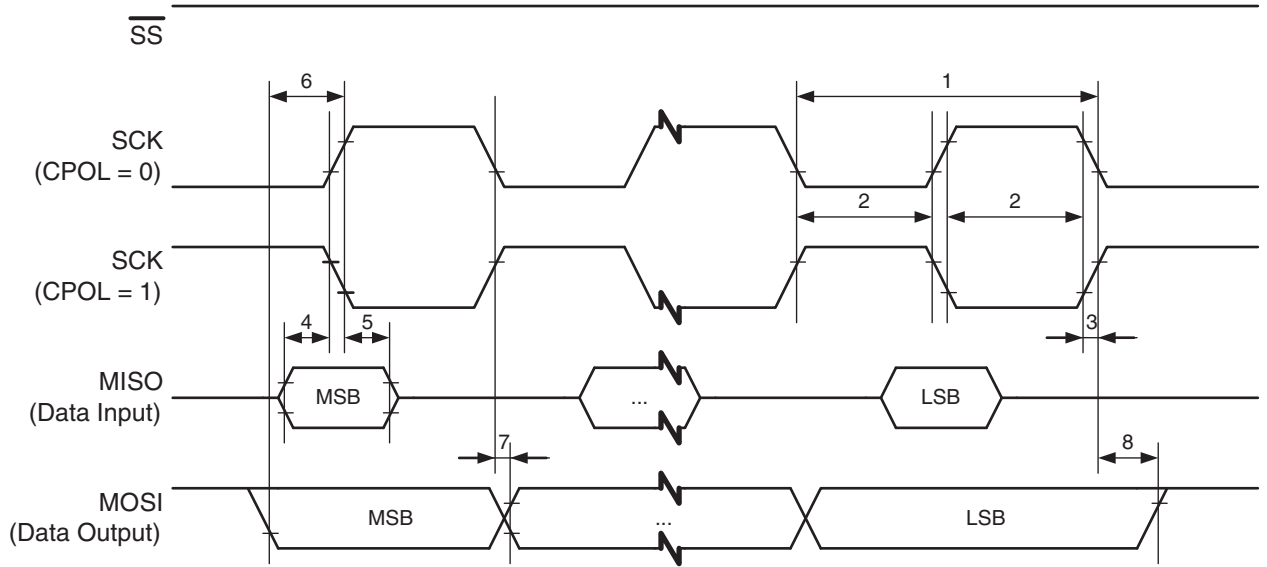 SS
6
1
SCK
(CPOL = 0)
2
2
SCK
(CPOL = 1)
4
5
3
MISO
(Data Input)
MSB
...
LSB
7
8
MOSI
(Data Output)
MSB
...
LSB